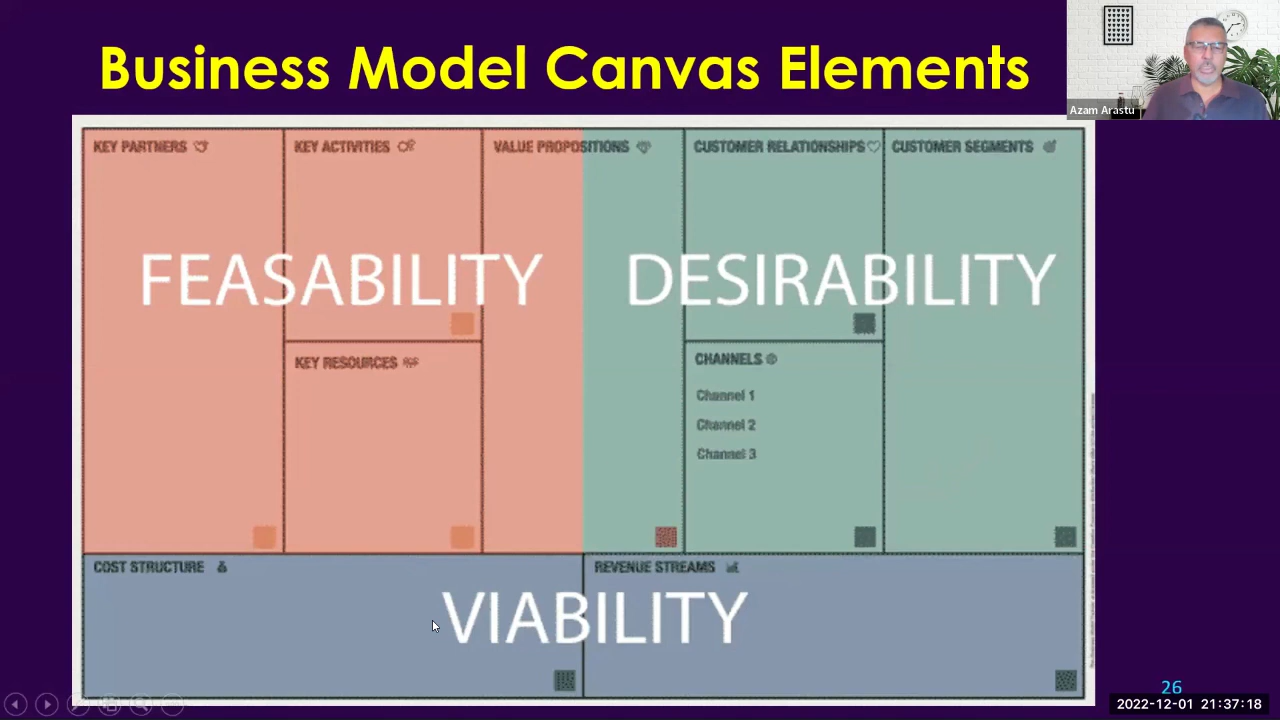 Business Model Canvas Elements
Azam Arastu
KEY PARTNERS
KEY ACTIVITIES
VALUE PROPOSITIONS
CUSTOMER RELATIONSHIPS
CUSTOMER SEGMENTS
FEASABILITY
DESIRABILITY
KEY RESOURCES
CHANNELS
Channel 1
Channel 2
Channel 3
COST STRUCTURE
REVENUE STREAMS
VIABILITY
26
2022-12-01 21:37:18